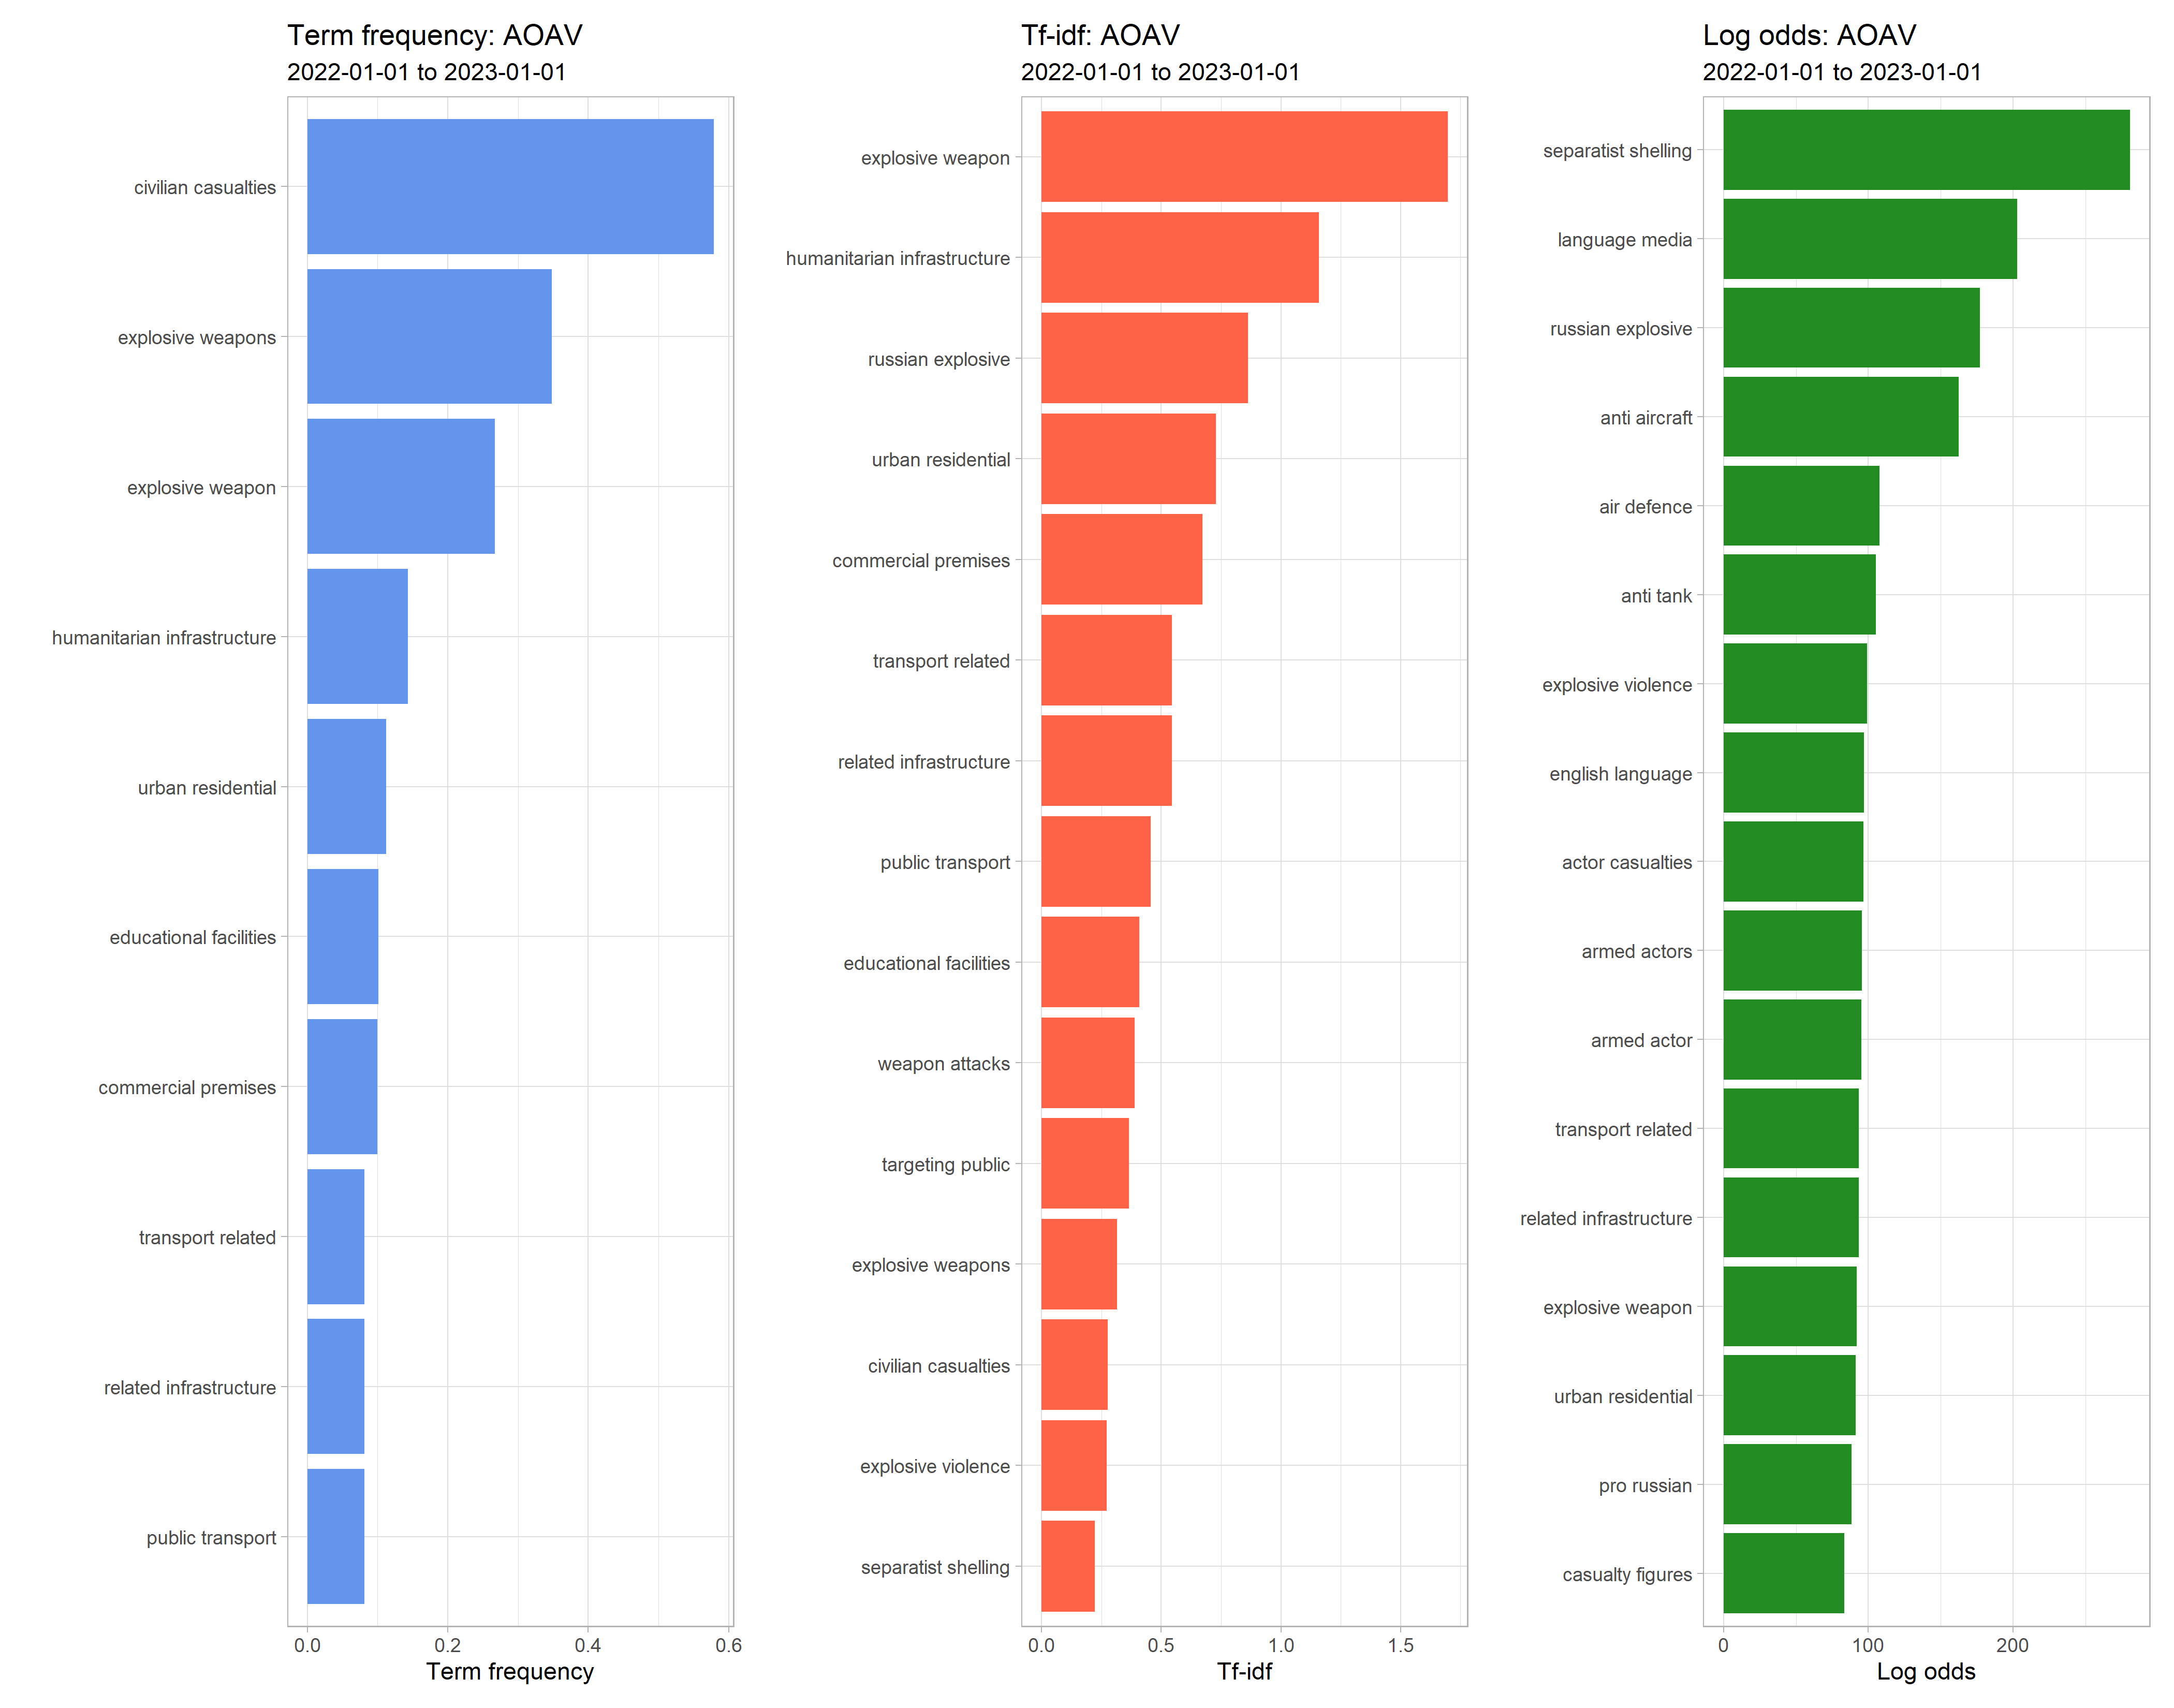 Term frequency: AOAV
2022-01-01 to 2023-01-01
civilian casualties
explosive weapons
explosive weapon
humanitarian infrastructure
urban residential
educational facilities
commercial premises
transport related
related infrastructure
public transport
0.0 0.2 0.4 0.6
Term frequency
Tf-idf: AOAV
2022-01-01 to 2023-01-01
explosive weapon
humanitarian infrastructure
russian explosive
urban residential
commercial premises
transport related
related infrastructure
public transport
educational facilities
weapon attacks
targeting public
explosive weapons
civilian casualties
explosive violence
separatist shelling
0.0 0.5 1.0 1.5
Tf-idf
Log odds: AOAV
2022-01-01 to 2023-01-01
separatist shelling
language media
russian explosive
anti aircraft
air defence
anti tank
explosive violence
english language
actor casualties
armed actors
armed actor
transport related
related infrastructure
explosive weapon
urban residential
pro russian
casualty figures
0 100 200
Log odds